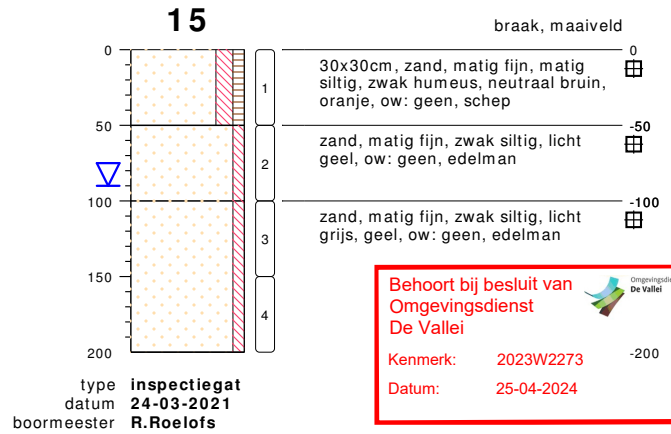 15
braak, maaiveld
0
50
100
150
200
1
2
3
4
0
30x30cm, zand, matig fijn, matig
siltig, zwak humeus, neutraal bruin,
oranje, ow: geen, schep
-50
zand, matig fijn, zwak siltig, licht
geel, ow: geen, edelman
-100
zand, matig fijn, zwak siltig, licht
grijs, geel, ow: geen, edelman
Behoort bij besluit van
Omgevingsdienst
De Vallei
Omgevingsdie
De Vallei
Kenmerk: 2023W2273
Datum: 25-04-2024
-200
type inspectiegat
datum 24-03-2021
boormeester R.Roelofs